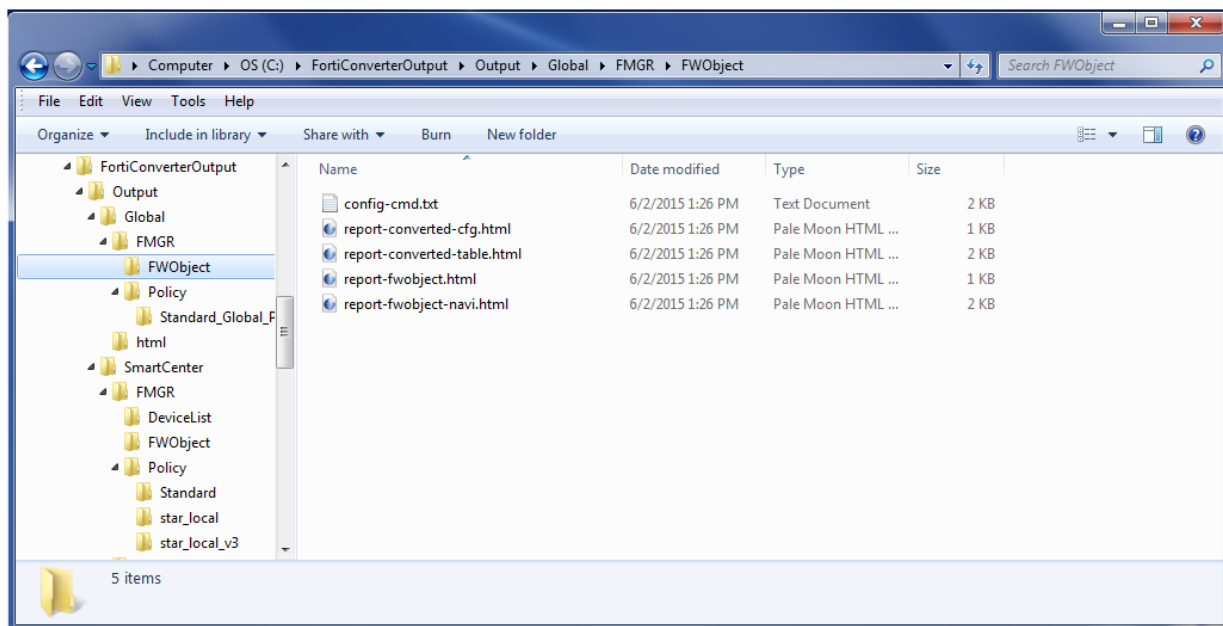 Computer OS (C:) FortiConverterOutput Output Global FMGR FWObject Search FWObject
File Edit View Tools Help
Organize Include in library Share with Burn New folder
FortiConverterOutput
Output
Global
FMGR
FWObject
Policy
Standard_Global_P
html
SmartCenter
FMGR
DeviceList
FWObject
Policy
Standard
star_local
star_local_v3
Name Date modified Type Size
config-cmd.txt 6/2/2015 1:26 PM Text Document 2 KB
report-converted-cfg.html 6/2/2015 1:26 PM Pale Moon HTML ... 1 KB
report-converted-table.html 6/2/2015 1:26 PM Pale Moon HTML ... 2 KB
report-fwobject.html 6/2/2015 1:26 PM Pale Moon HTML ... 1 KB
report-fwobject-navi.html 6/2/2015 1:26 PM Pale Moon HTML ... 2 KB
5 items